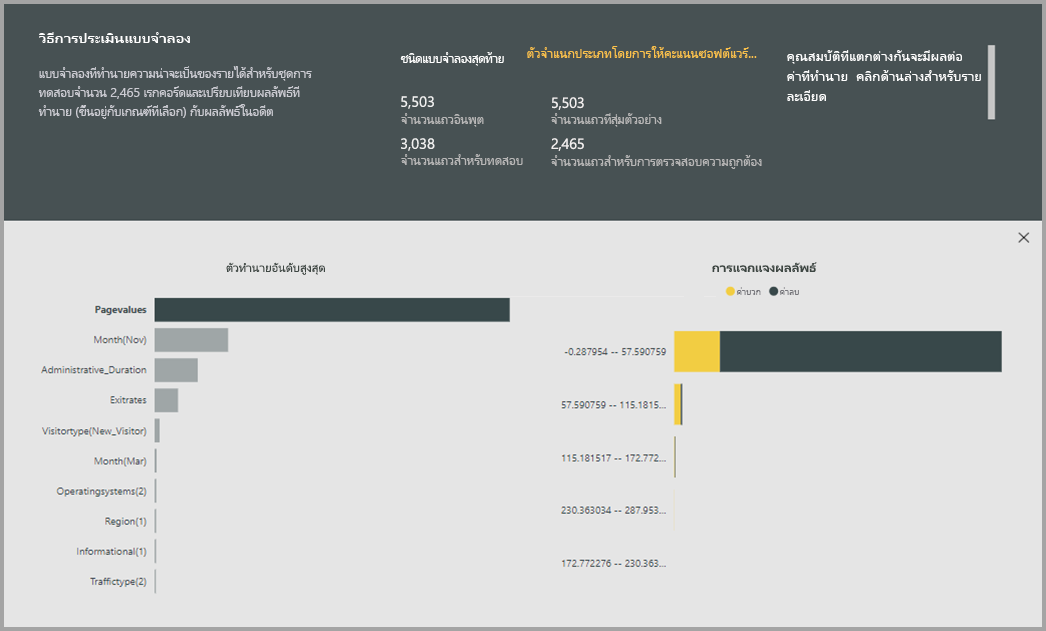 วิธีการประเมินแบบจำลอง
แบบจำลองที่ทำนายความน่าจะเป็นของรายได้สำหรับชุดการ
ทดสอบจำนวน 2,465 เรกคอร์ดและเปรียบเทียบผลลัพธ์ที่
ทำนาย (ขึ้นอยู่กับเกณฑ์ที่เลือก) กับผลลัพธ์ในอดีต
ชนิดแบบจำลองสุดท้าย
ตัวจำแนกประเภทโดยการให้คะแนนซอฟต์แวร์...
5,503
จำนวนแถวอินพุต
5,503
จำนวนแถวที่สุ่มตัวอย่าง
3,038
จำนวนแถวสำหรับทดสอบ
2,465
จำนวนแถวสำหรับการตรวจสอบความถูกต้อง
คุณสมบัติที่แตกต่างกันจะมีผลต่อ
ค่าที่ทำนาย คลิกด้านล่างสำหรับราย
ละเอียด
ตัวทำนายอันดับสูงสุด
Pagevalues
Month(Nov)
Administrative_Duration
Exitrates
Visitortype(New_Visitor)
Month(Mar)
Operatingsystems(2)
Region(1)
Informational(1)
Traffictype(2)
การแจกแจงผลลัพธ์
ค่าบวก ค่าลบ
-0.287954 -- 57.590759
57.590759 -- 115.1815...
115.181517 -- 172.772...
230.363034 -- 287.953...
172.772276 -- 230.363...